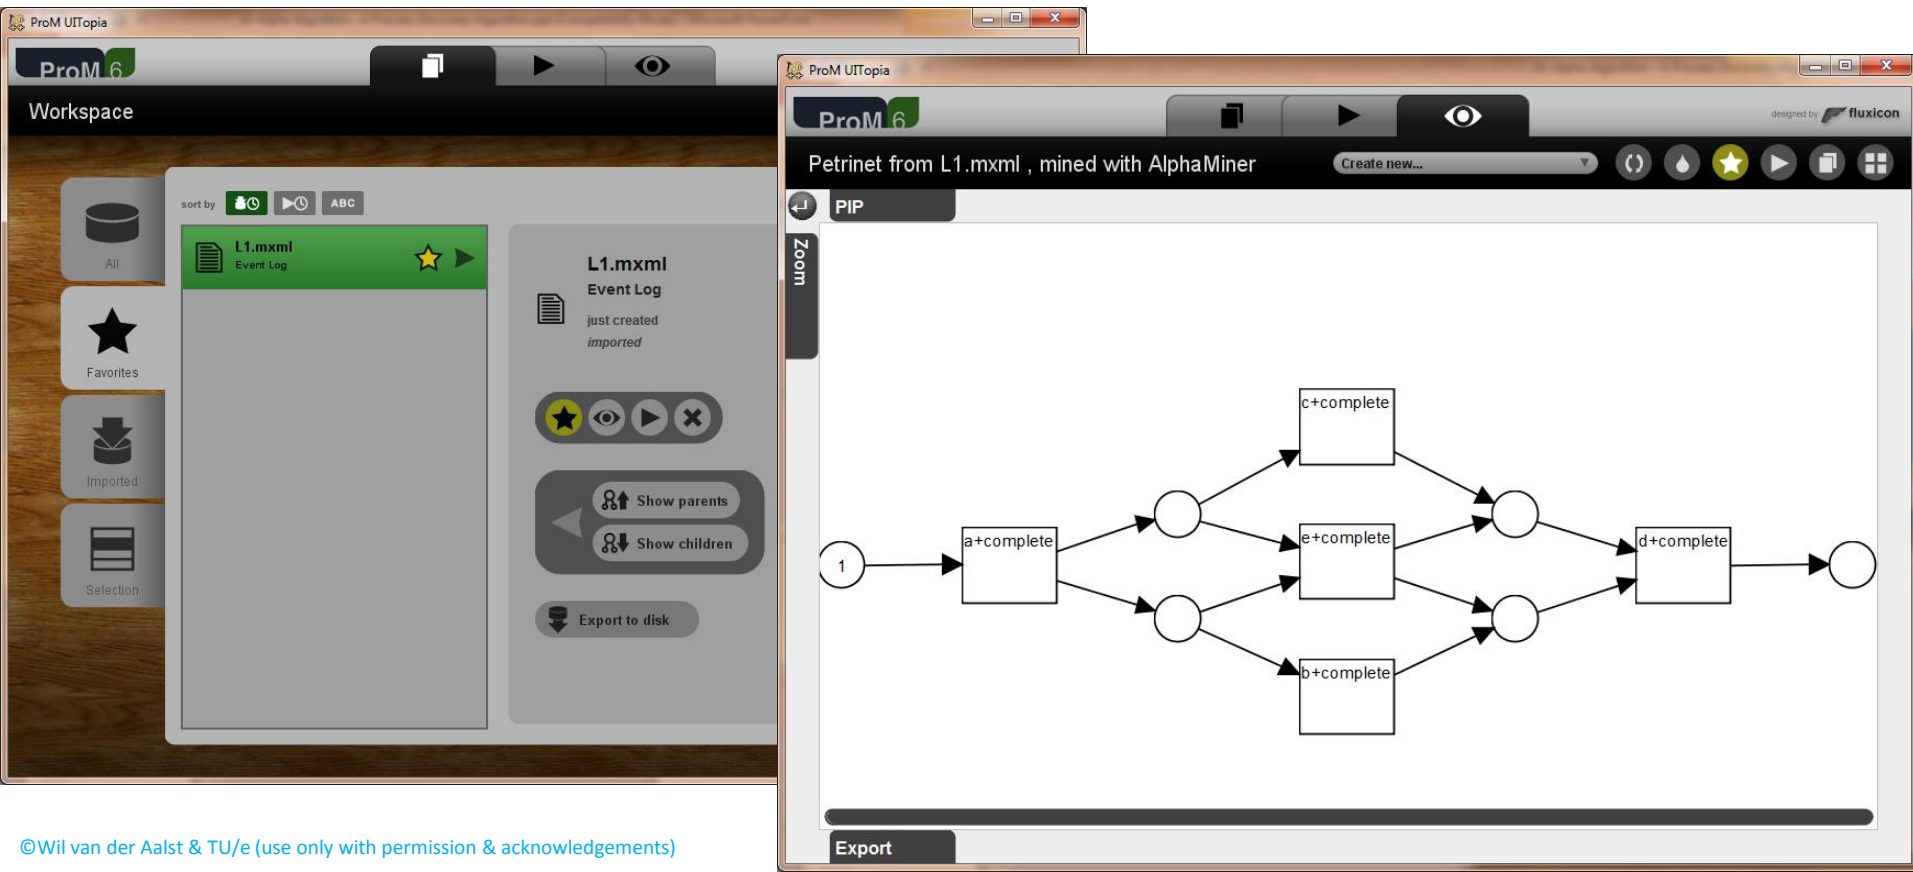 ProM UITopia
ProM 6
Workspace
All
Favorites
Imported
Selection
sort by
ABC
L1.mxml
Event Log
L1.mxml
Event Log
just created
imported
Show parents
Show children
Export to disk
ProM UITopia
ProM 6
designed by fluxicon
Petrinet from L1.mxml , mined with AlphaMiner
Create new...
PIP
Zoom
c+complete
a+complete
e+complete
d+complete
1
b+complete
Export
©Wil van der Aalst & TU/e (use only with permission & acknowledgements)